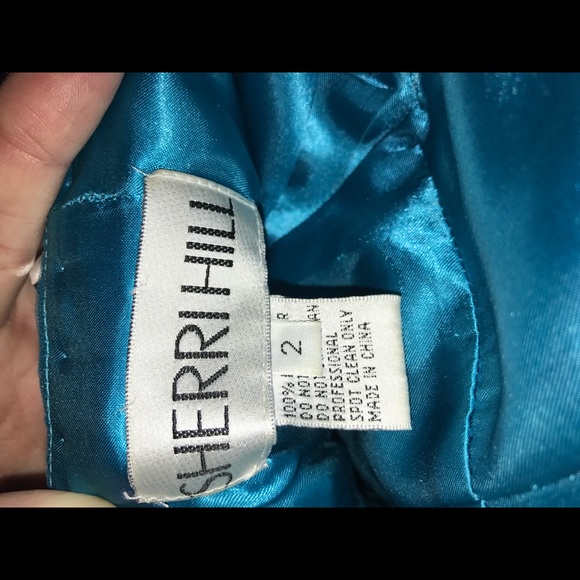 SHERRI HILL
2
100%
DO NOT
DO NOT
PROFESSIONAL
SPOT CLEAN ONLY
MADE IN CHINA